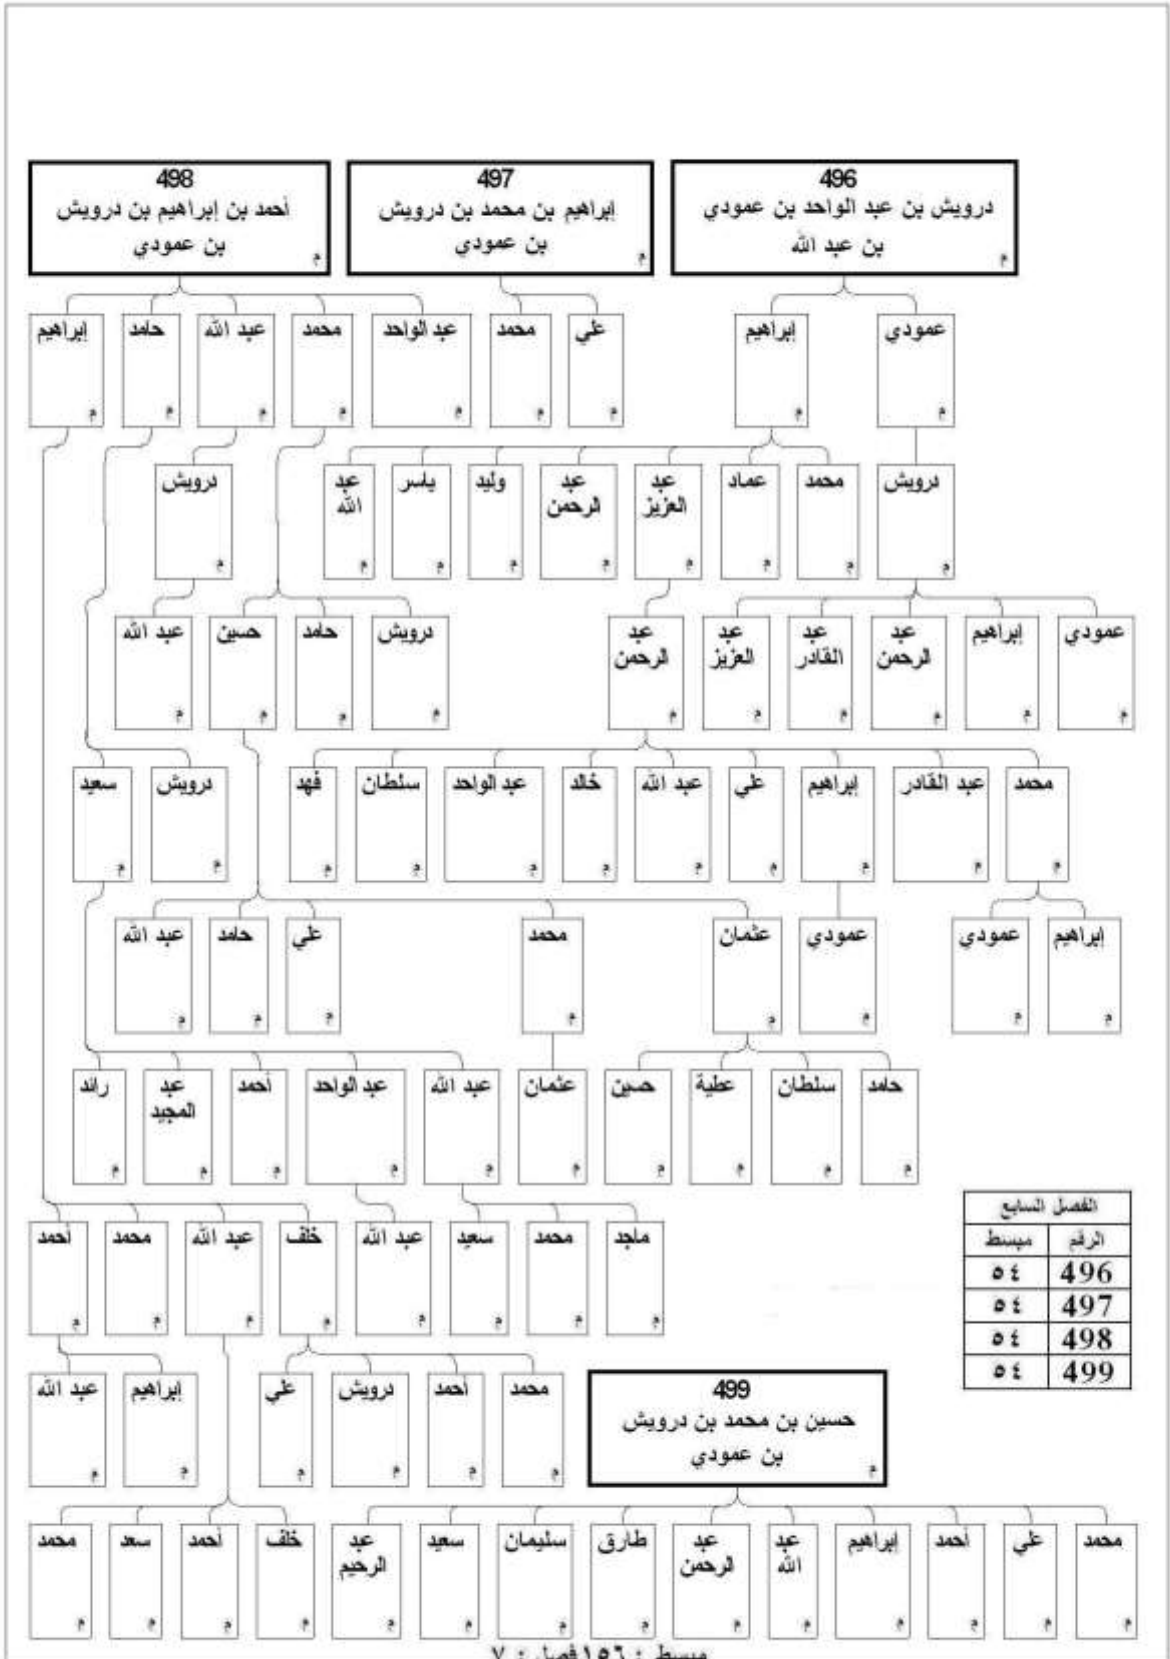 496
درويش بن عبد الواحد بن عمودي
بن عبد الله
م
497
إبراهيم بن محمد بن درويش
بن عمودي
م
498
أحمد بن إبراهيم بن درويش
بن عمودي
م
عمودي م
إبراهيم م
علي م
محمد م
عبد الواحد م
محمد م
عبد الله م
حامد م
إبراهيم م
درويش م
محمد م
عماد م
عبد العزيز م
عبد الرحمن م
وليد م
ياسر م
عبد الله م
درويش م
عمودي م
إبراهيم م
عبد الرحمن م
عبد القادر م
عبد العزيز م
عبد الرحمن م
درويش م
حامد م
حسين م
عبد الله م
محمد م
عبد القادر م
إبراهيم م
علي م
عبد الله م
خالد م
عبد الواحد م
سلطان م
فهد م
درويش م
سعيد م
إبراهيم م
عمودي م
عمودي م
عثمان م
محمد م
علي م
حامد م
عبد الله م
حامد م
سلطان م
عطية م
حسين م
عثمان م
عبد الله م
عبد الواحد م
أحمد م
عبد المجيد م
رائد م
ماجد م
محمد م
سعيد م
عبد الله م
خلف م
عبد الله م
محمد م
أحمد م
الفصل السابع
الرقم مبسط
496 ٥٤
497 ٥٤
498 ٥٤
499 ٥٤
محمد م
أحمد م
درويش م
علي م
إبراهيم م
عبد الله م
499
حسين بن محمد بن درويش
بن عمودي
م
محمد م
علي م
أحمد م
إبراهيم م
عبد الله م
عبد الرحمن م
طارق م
سليمان م
سعيد م
عبد الرحيم م
خلف م
أحمد م
سعد م
محمد م
مبسط : ١٥٦ فصل : ٧